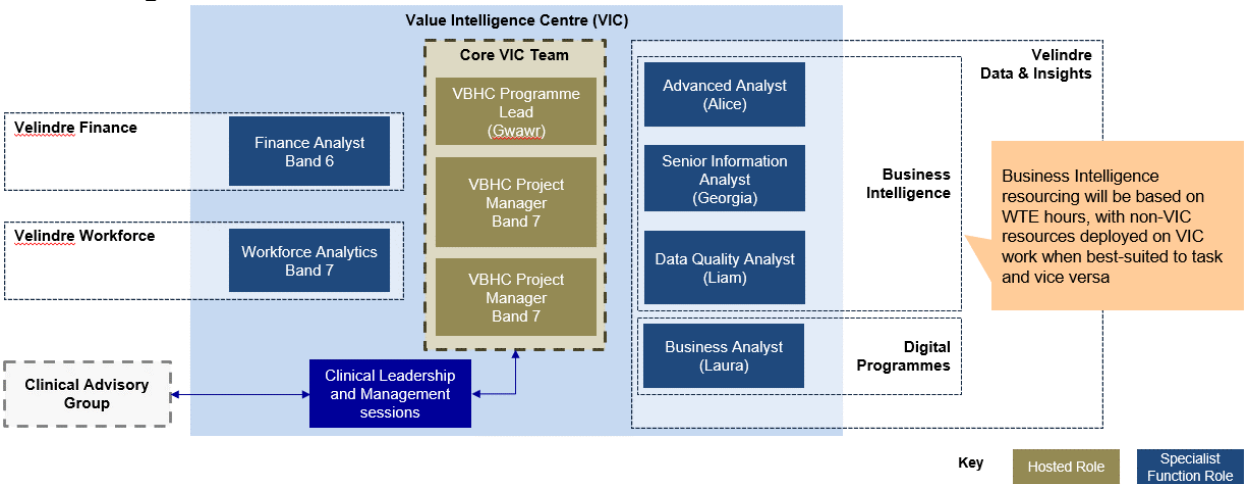 Value Intelligence Centre (VIC)
Core VIC Team
VBHC Programme
Lead
(Gwawr)
VBHC Project
Manager
Band 7
VBHC Project
Manager
Band 7
Velindre Finance
Finance Analyst
Band 6
Velindre Workforce
Workforce Analytics
Band 7
Clinical Advisory
Group
Clinical Leadership
and Management
sessions
Velindre
Data & Insights
Advanced Analyst
(Alice)
Senior Information
Analyst
(Georgia)
Data Quality Analyst
(Liam)
Business
Intelligence
Business Analyst
(Laura)
Digital
Programmes
Business Intelligence
resourcing will be based on
WTE hours, with non-VIC
resources deployed on VIC
work when best-suited to task
and vice versa
Key
Hosted Role
Specialist
Function Role